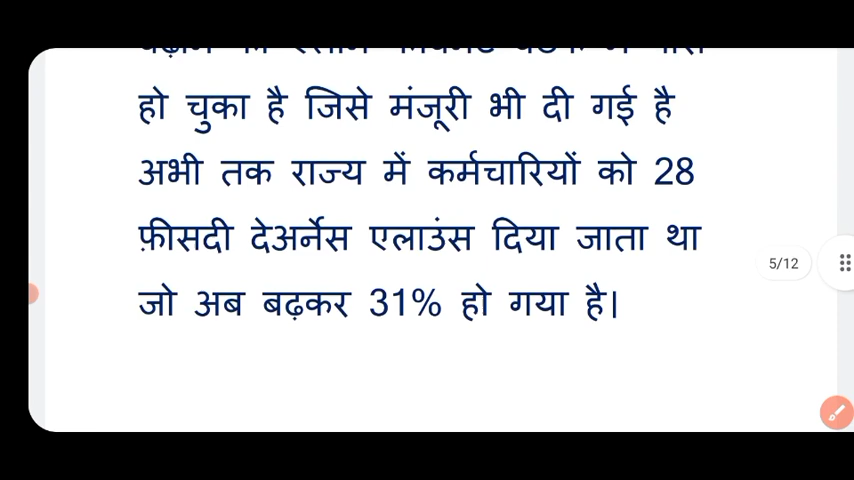 हो चुका है जिसे मंजूरी भी दी गई है
अभी तक राज्य में कर्मचारियों को 28
फ़ीसदी देअर्नेस एलाउंस दिया जाता था
जो अब बढ़कर 31% हो गया है।
5/12